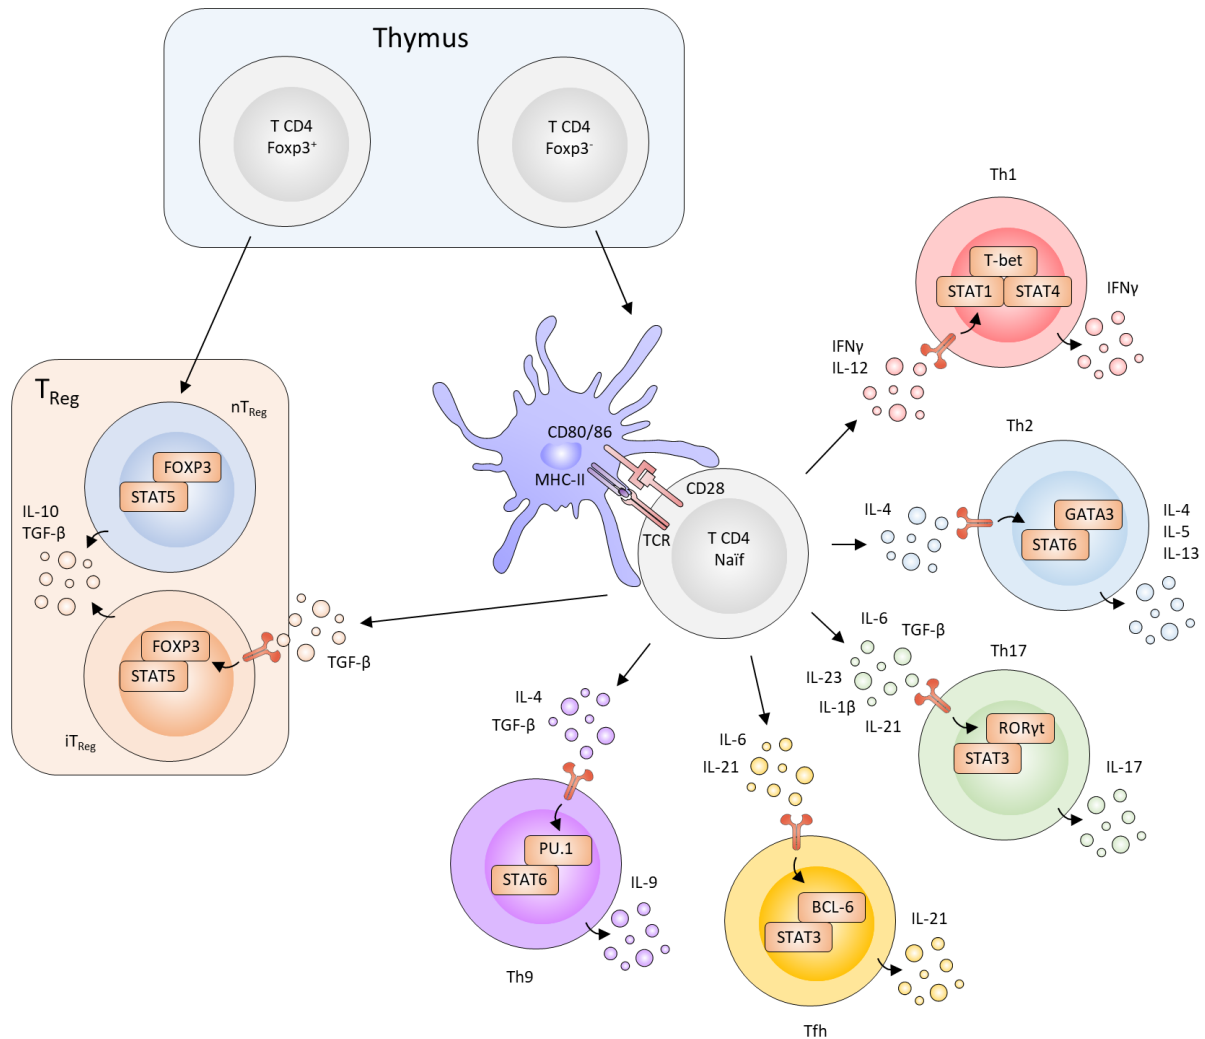 Thymus
T CD4
Foxp3⁺
T CD4
Foxp3⁻
Th1
T-bet
STAT1
STAT4
IFNγ
IFNγ
IL-12
Th2
IL-4
GATA3
STAT6
IL-4
IL-5
IL-13
CD80/86
MHC-II
CD28
TCR
T CD4
Naïf
TReg
nTReg
FOXP3
STAT5
IL-10
TGF-β
FOXP3
STAT5
TGF-β
iTReg
IL-6
TGF-β
IL-23
IL-1β
IL-21
Th17
RORγt
STAT3
IL-17
IL-4
TGF-β
PU.1
STAT6
IL-9
Th9
IL-6
IL-21
BCL-6
STAT3
IL-21
Tfh